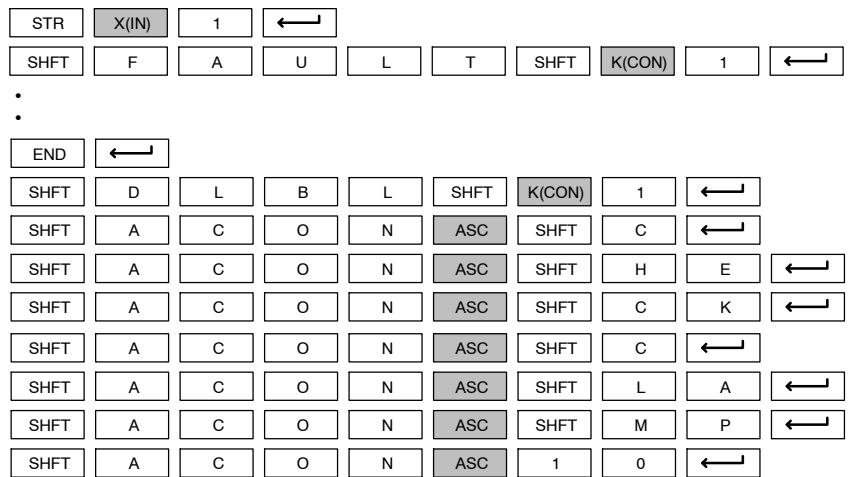 STR X(IN) 1
SHFT F A U L T SHFT K(CON) 1
END
SHFT D L B L SHFT K(CON) 1
SHFT A C O N ASC SHFT C
SHFT A C O N ASC SHFT H E
SHFT A C O N ASC SHFT C K
SHFT A C O N ASC SHFT C
SHFT A C O N ASC SHFT L A
SHFT A C O N ASC SHFT M P
SHFT A C O N ASC 1 0